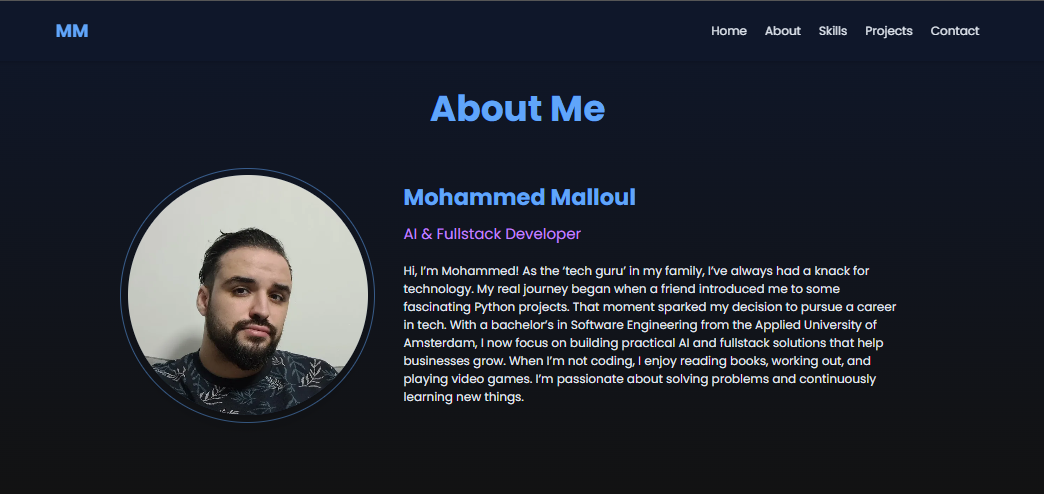 MM
Home About Skills Projects Contact
About Me
Mohammed Malloul
AI & Fullstack Developer
Hi, I’m Mohammed! As the ‘tech guru’ in my family, I’ve always had a knack for
technology. My real journey began when a friend introduced me to some
fascinating Python projects. That moment sparked my decision to pursue a career
in tech. With a bachelor’s in Software Engineering from the Applied University of
Amsterdam, I now focus on building practical AI and fullstack solutions that help
businesses grow. When I’m not coding, I enjoy reading books, working out, and
playing video games. I’m passionate about solving problems and continuously
learning new things.